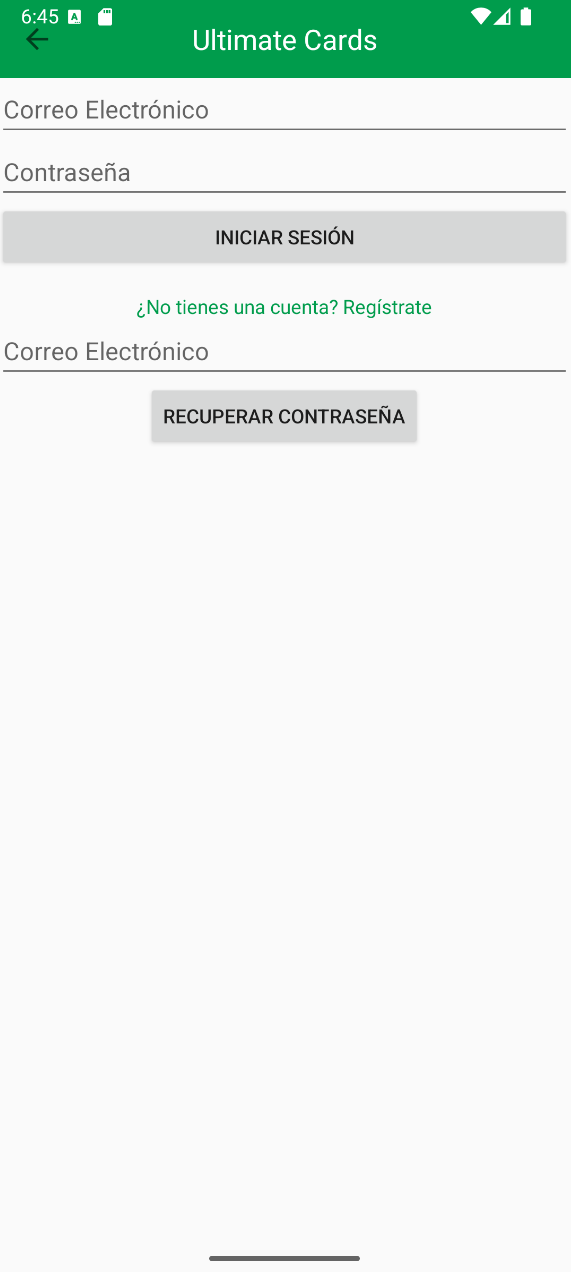 6:45
Ultimate Cards
Correo Electrónico
Contraseña
INICIAR SESIÓN
¿No tienes una cuenta? Regístrate
Correo Electrónico
RECUPERAR CONTRASEÑA